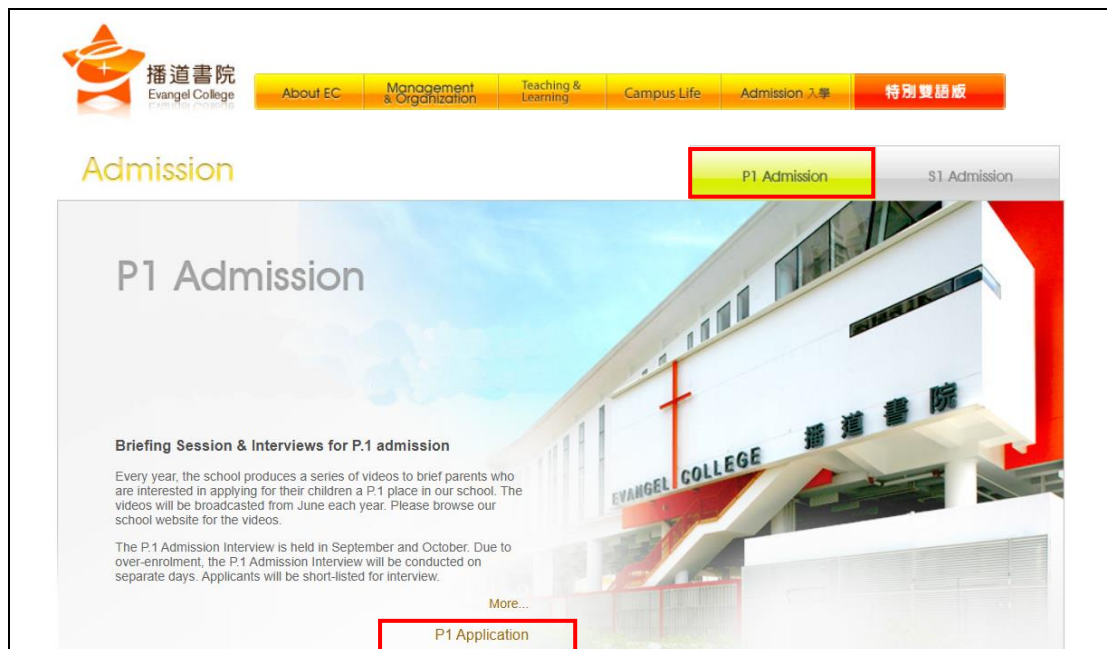 播道書院
Evangel College
About EC
Management
& Organization
Teaching &
Learning
Campus Life
Admission 入學
特別雙語版
Admission
P1 Admission
S1 Admission
P1 Admission
EVANGEL COLLEGE 播道書院
Briefing Session & Interviews for P.1 admission
Every year, the school produces a series of videos to brief parents who
are interested in applying for their children a P.1 place in our school. The
videos will be broadcasted from June each year. Please browse our
school website for the videos.
The P.1 Admission Interview is held in September and October. Due to
over-enrolment, the P.1 Admission Interview will be conducted on
separate days. Applicants will be short-listed for interview.
More...
P1 Application